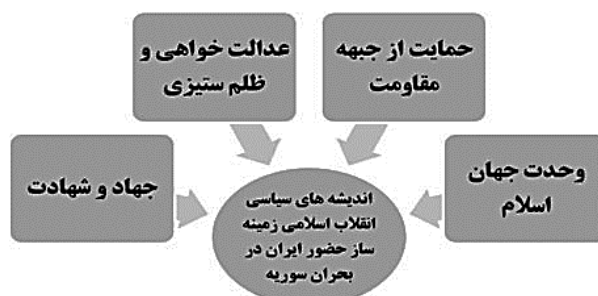 حمایت از جبهه
مقاومت
عدالت خواهی و
ظلم ستیزی
وحدت جهان
اسلام
جهاد و شهادت
اندیشه های سیاسی
انقلاب اسلامی زمینه
ساز حضور ایران در
بحران سوریه